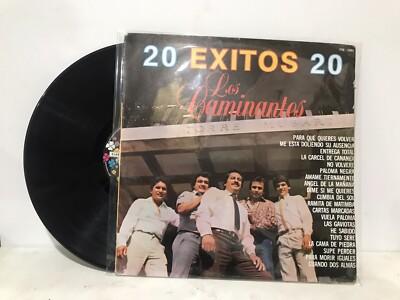 20 EXITOS 20
Los
Caminantes
PARA QUE QUIERES VOLVER
ME ESTA DOLIENDO SU AUSENCIA
ENTREGA TOTAL
LA CARCEL DE CANANEA
NO VOLVERE
PALOMA NEGRA
AMAME TIERNAMENTE
ANGEL DE LA MAÑANA
DIME SI ME QUIERES
CUMBIA DEL SOL
RAMITA DE MATIMBA
CARTAS MARCADAS
VUELA PALOMA
LAS GAVIOTAS
HE SABIDO
TUYO SERE
LA CAMA DE PIEDRA
SUPE PERDER
PARA MORIR IGUALES
CUANDO DOS ALMAS